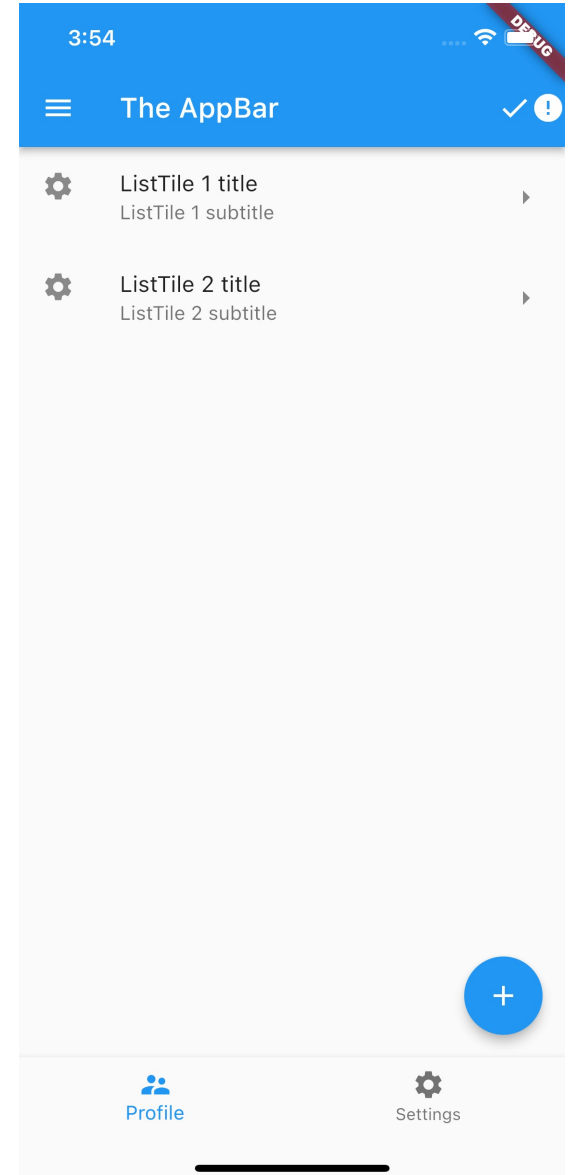 3:54
DEBUG
The AppBar
ListTile 1 title
ListTile 1 subtitle
ListTile 2 title
ListTile 2 subtitle
Profile
Settings